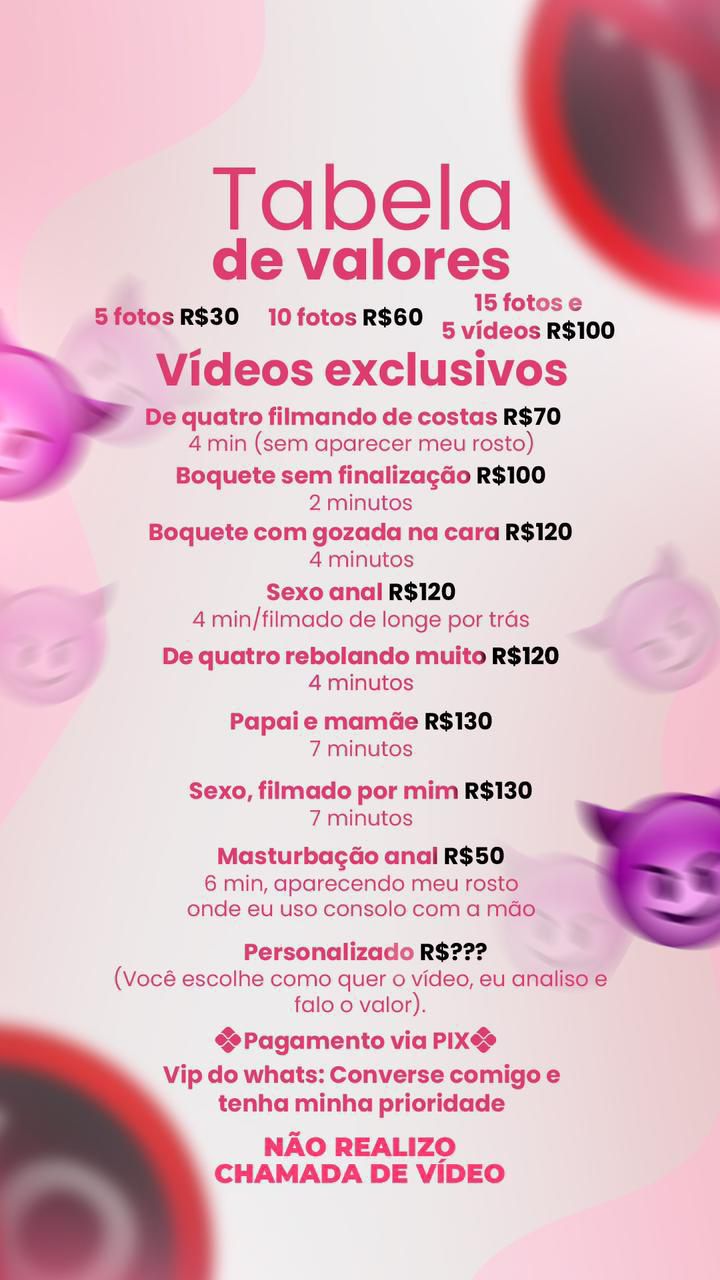 Tabela
de valores
5 fotos R$30 10 fotos R$60 15 fotos e
5 vídeos R$100
Vídeos exclusivos
De quatro filmando de costas R$70
4 min (sem aparecer meu rosto)
Boquete sem finalização R$100
2 minutos
Boquete com gozada na cara R$120
4 minutos
Sexo anal R$120
4 min/filmado de longe por trás
De quatro rebolando muito R$120
4 minutos
Papai e mamãe R$130
7 minutos
Sexo, filmado por mim R$130
7 minutos
Masturbação anal R$50
6 min, aparecendo meu rosto
onde eu uso consolo com a mão
Personalizado R$???
(Você escolhe como quer o vídeo, eu analiso e
falo o valor).
Pagamento via PIX
Vip do whats: Converse comigo e
tenha minha prioridade
NÃO REALIZO
CHAMADA DE VÍDEO